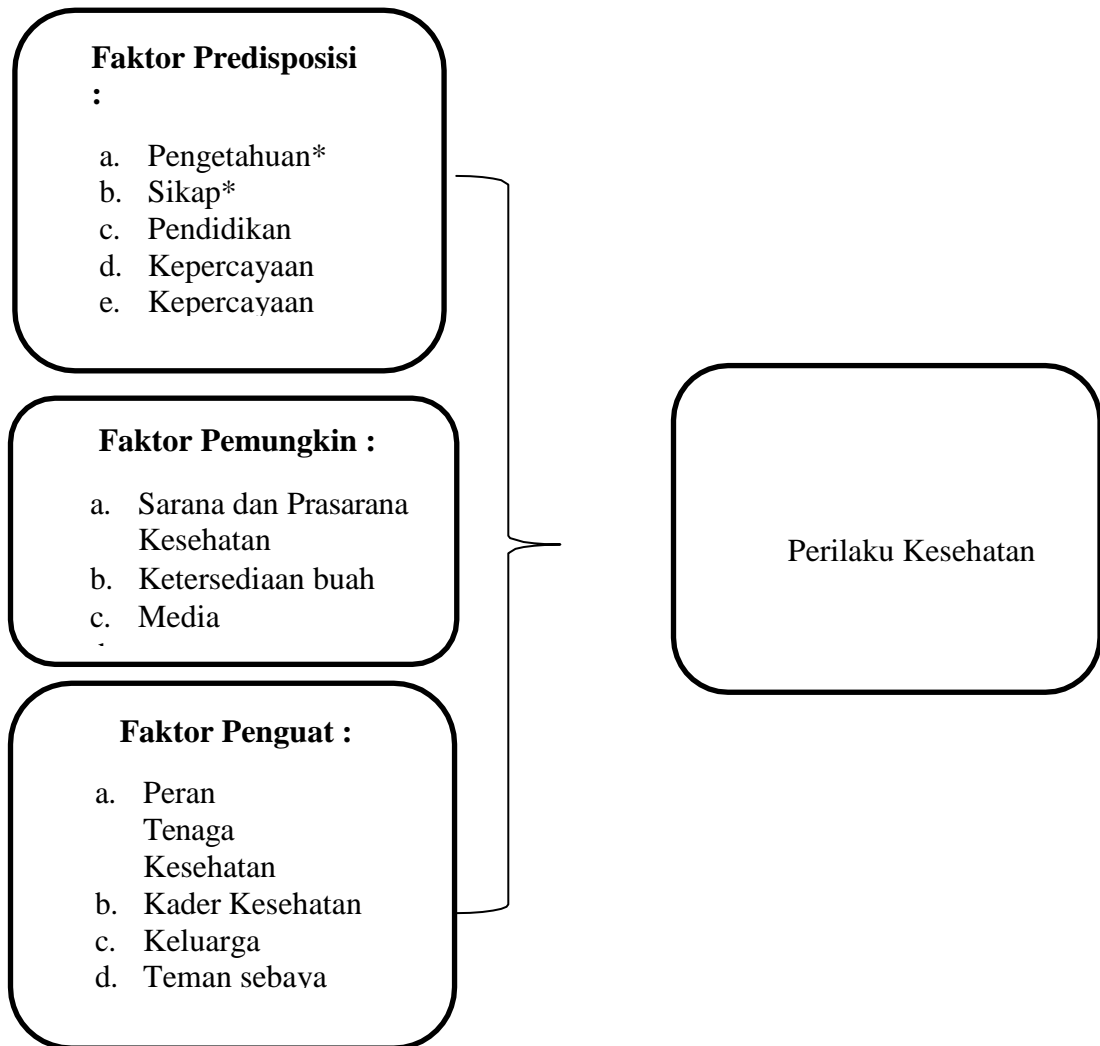 Faktor Predisposisi
:
a. Pengetahuan*
b. Sikap*
c. Pendidikan
d. Kepercayaan
e. Kepercayaan
Faktor Pemungkin :
a. Sarana dan Prasarana
Kesehatan
b. Ketersediaan buah
c. Media
Faktor Penguat :
a. Peran
Tenaga
Kesehatan
b. Kader Kesehatan
c. Keluarga
d. Teman sebaya
Perilaku Kesehatan